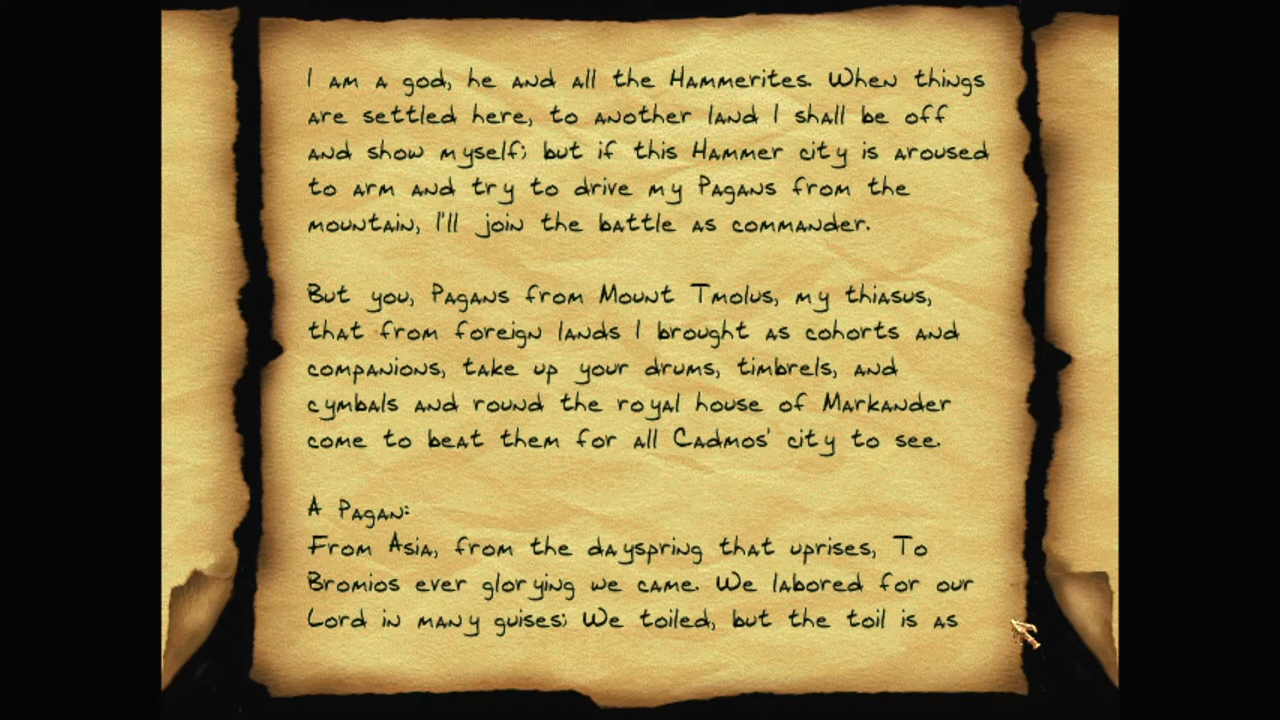 I am a god, he and all the Hammerites. When things
are settled here, to another land I shall be off
and show myself; but if this Hammer city is aroused
to arm and try to drive my Pagans from the
mountain, I'll join the battle as commander.
But you, Pagans from Mount Tmolus, my thiasus,
that from foreign lands I brought as cohorts and
companions, take up your drums, timbrels, and
cymbals and round the royal house of Markander
come to beat them for all Cadmos' city to see.
A Pagan:
From Asia, from the dayspring that uprises, To
Bromios ever glorying we came. We labored for our
Lord in many guises; We toiled, but the toil is as